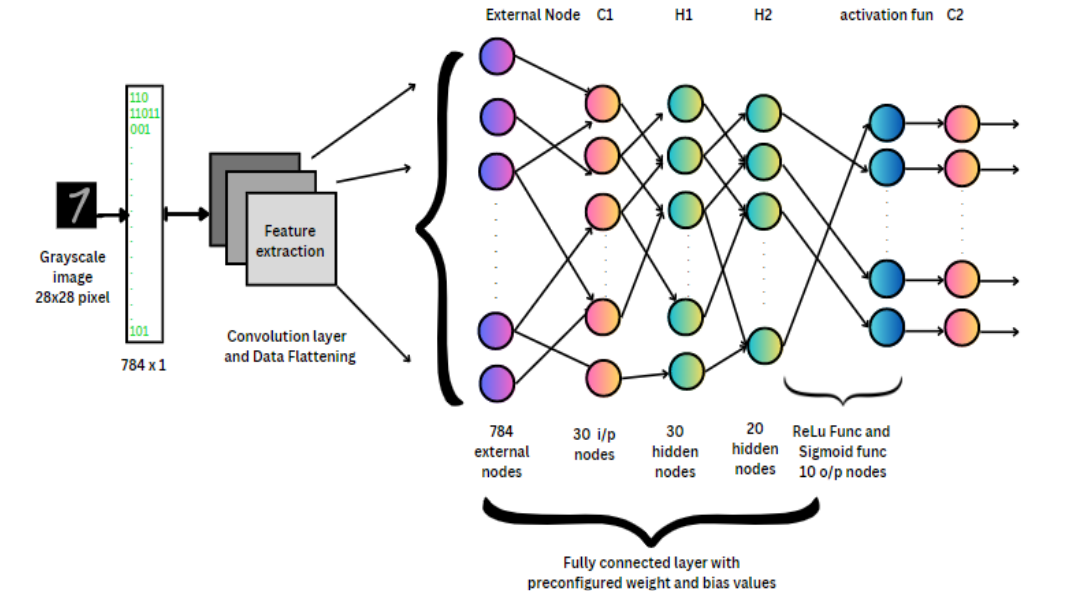 External Node C1 H1 H2 activation fun C2
110
11011
001
101
Grayscale
image
28x28 pixel
784 x 1
Feature
extraction
Convolution layer
and Data Flattening
784
external
nodes
30 i/p
nodes
30
hidden
nodes
20
hidden
nodes
ReLu Func and
Sigmoid func
10 o/p nodes
Fully connected layer with
preconfigured weight and bias values